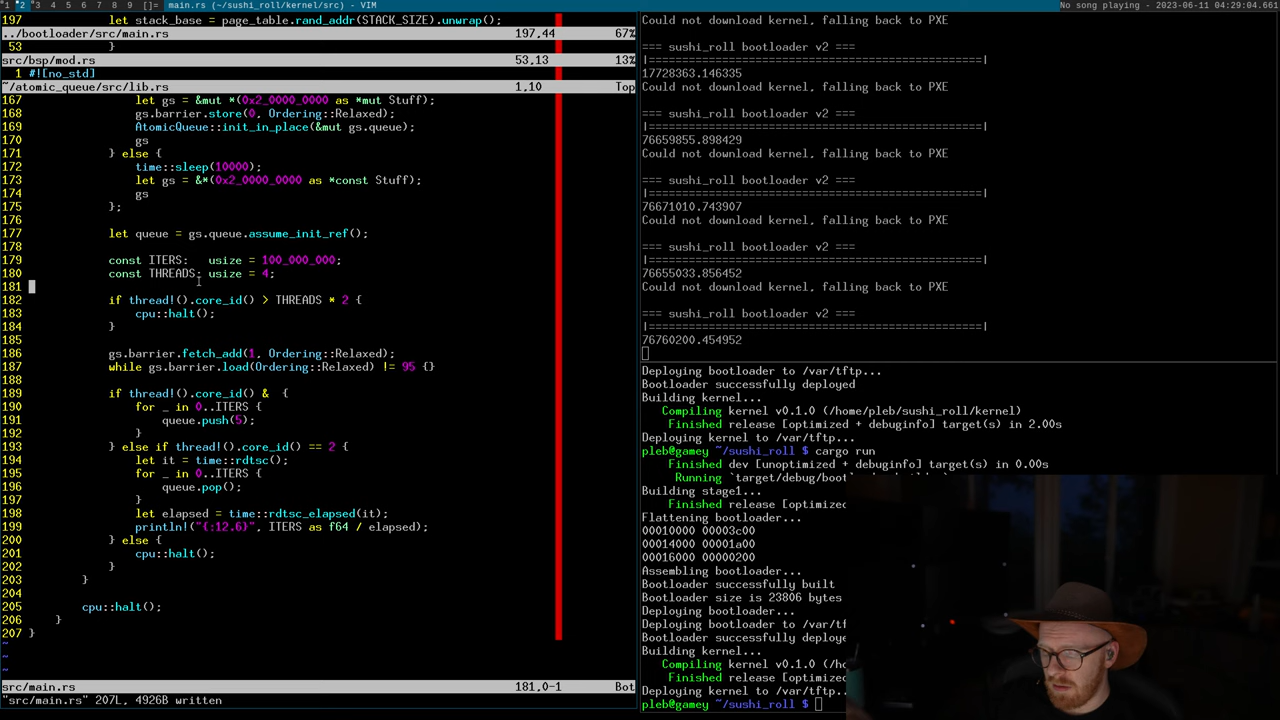 1 2 3 4 5 6 7 8 9 []= main.rs (~/sushi_roll/kernel/src) - VIM
No song playing - 2023-06-11 04:29:04.661
197 let stack_base = page_table.rand_addr(STACK_SIZE).unwrap();
../bootloader/src/main.rs 197,44 67%
53 }
src/bsp/mod.rs 53,13 13%
1 #![no_std]
~/atomic_queue/src/lib.rs 1,10 Top
167 let gs = &mut *(0x2_0000_0000 as *mut Stuff);
168 gs.barrier.store(0, Ordering::Relaxed);
169 AtomicQueue::init_in_place(&mut gs.queue);
170 gs
171 } else {
172 time::sleep(10000);
173 let gs = &*(0x2_0000_0000 as *const Stuff);
174 gs
175 };
176
177 let queue = gs.queue.assume_init_ref();
178
179 const ITERS: usize = 100_000_000;
180 const THREADS: usize = 4;
181
182 if thread!().core_id() > THREADS * 2 {
183 cpu::halt();
184 }
185
186 gs.barrier.fetch_add(1, Ordering::Relaxed);
187 while gs.barrier.load(Ordering::Relaxed) != 95 {}
188
189 if thread!().core_id() & {
190 for _ in 0..ITERS {
191 queue.push(5);
192 }
193 } else if thread!().core_id() == 2 {
194 let it = time::rdtsc();
195 for _ in 0..ITERS {
196 queue.pop();
197 }
198 let elapsed = time::rdtsc_elapsed(it);
199 println!("{:12.6}", ITERS as f64 / elapsed);
200 } else {
201 cpu::halt();
202 }
203 }
204
205 cpu::halt();
206 }
207 }
~
~
~
src/main.rs 181,0-1 Bot
"src/main.rs" 207L, 4926B written
Could not download kernel, falling back to PXE
=== sushi_roll bootloader v2 ===
|==================================================|
17728363.146335
Could not download kernel, falling back to PXE
=== sushi_roll bootloader v2 ===
|==================================================|
76659855.898429
Could not download kernel, falling back to PXE
=== sushi_roll bootloader v2 ===
|==================================================|
76671010.743907
Could not download kernel, falling back to PXE
=== sushi_roll bootloader v2 ===
|==================================================|
76655033.856452
Could not download kernel, falling back to PXE
=== sushi_roll bootloader v2 ===
|==================================================|
76760200.454952
Deploying bootloader to /var/tftp...
Bootloader successfully deployed
Building kernel...
Compiling kernel v0.1.0 (/home/pleb/sushi_roll/kernel)
Finished release [optimized + debuginfo] target(s) in 2.00s
Deploying kernel to /var/tftp...
pleb@gamey ~/sushi_roll $ cargo run
Finished dev [unoptimized + debuginfo] target(s) in 0.00s
Running `target/debug/boot
Building stage1...
Finished release [optimized
Flattening bootloader...
00010000 00003c00
00014000 00001a00
00016000 00000200
Assembling bootloader...
Bootloader successfully built
Bootloader size is 23806 bytes
Deploying bootloader...
Deploying bootloader to /var/tf
Bootloader successfully deploye
Building kernel...
Compiling kernel v0.1.0 (/ho
Finished release [optimized
Deploying kernel to /var/tftp...
pleb@gamey ~/sushi_roll $